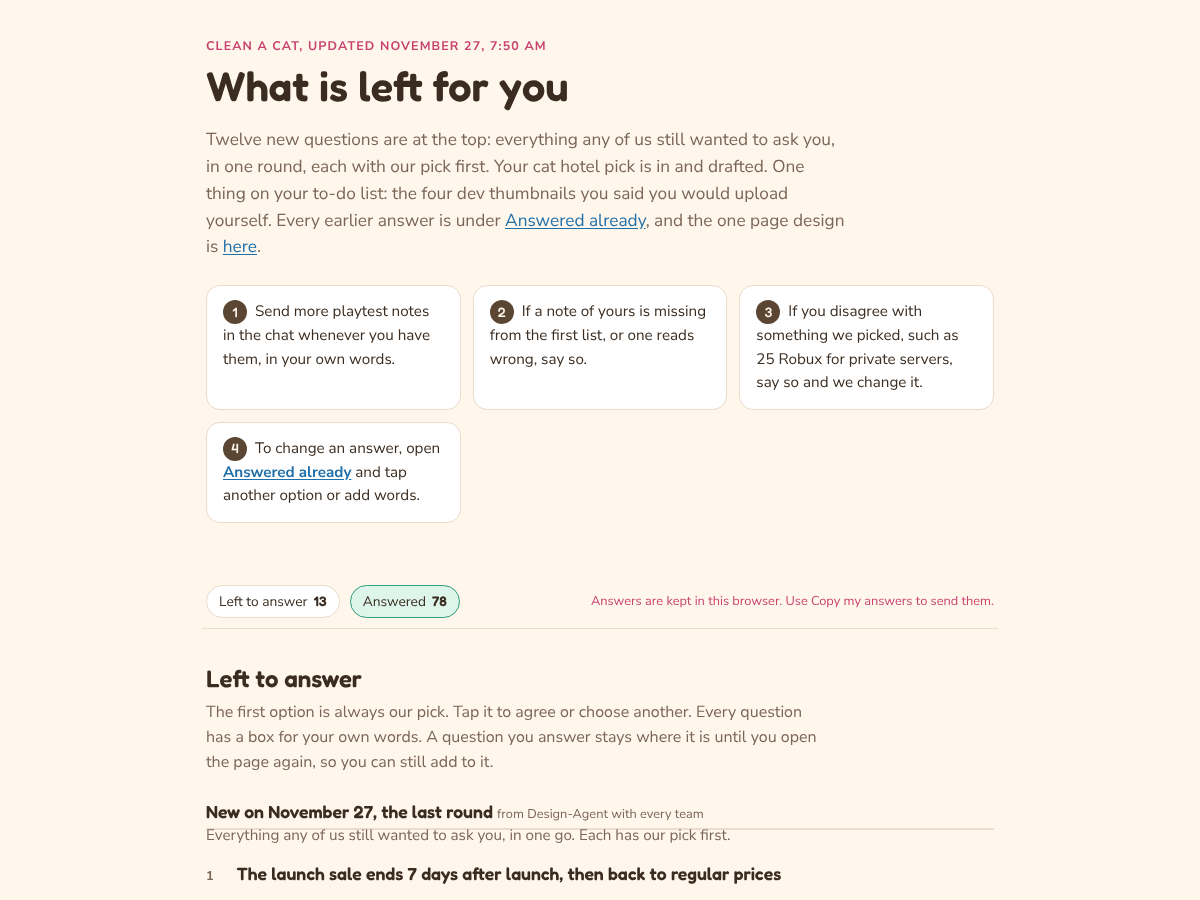 CLEAN A CAT, UPDATED NOVEMBER 27, 7:50 AM
What is left for you
Twelve new questions are at the top: everything any of us still wanted to ask you,
in one round, each with our pick first. Your cat hotel pick is in and drafted. One
thing on your to-do list: the four dev thumbnails you said you would upload
yourself. Every earlier answer is under Answered already, and the one page design
is here.
1 Send more playtest notes
in the chat whenever you have
them, in your own words.
2 If a note of yours is missing
from the first list, or one reads
wrong, say so.
3 If you disagree with
something we picked, such as
25 Robux for private servers,
say so and we change it.
4 To change an answer, open
Answered already and tap
another option or add words.
Left to answer 13
Answered 78
Answers are kept in this browser. Use Copy my answers to send them.
Left to answer
The first option is always our pick. Tap it to agree or choose another. Every question
has a box for your own words. A question you answer stays where it is until you open
the page again, so you can still add to it.
New on November 27, the last round from Design-Agent with every team
Everything any of us still wanted to ask you, in one go. Each has our pick first.
1 The launch sale ends 7 days after launch, then back to regular prices